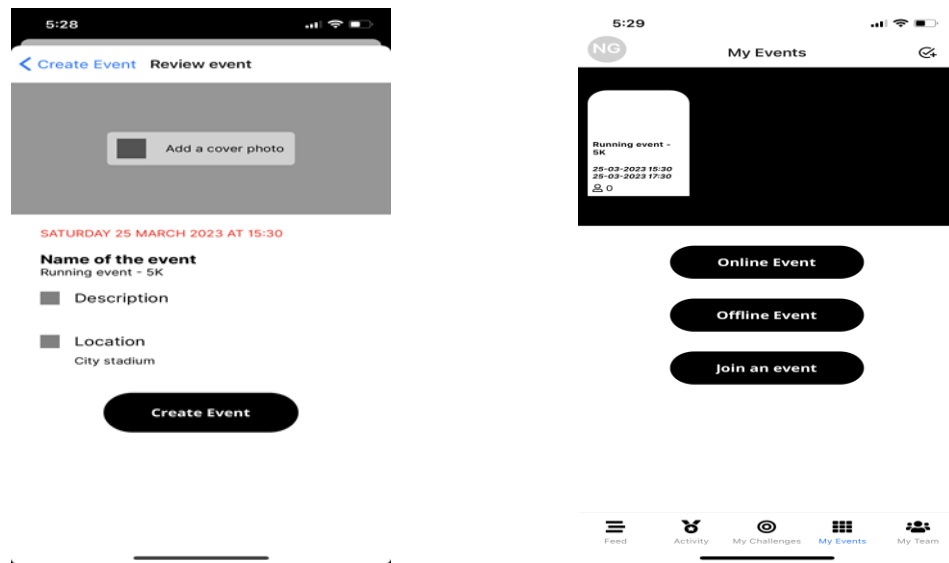 5:28
Create Event Review event
Add a cover photo
SATURDAY 25 MARCH 2023 AT 15:30
Name of the event
Running event - 5K
Description
Location
City stadium
Create Event
5:29
NG
My Events
Running event -
5K
25-03-2023 15:30
25-03-2023 17:30
0
Online Event
Offline Event
Join an event
Feed Activity My Challenges My Events My Team